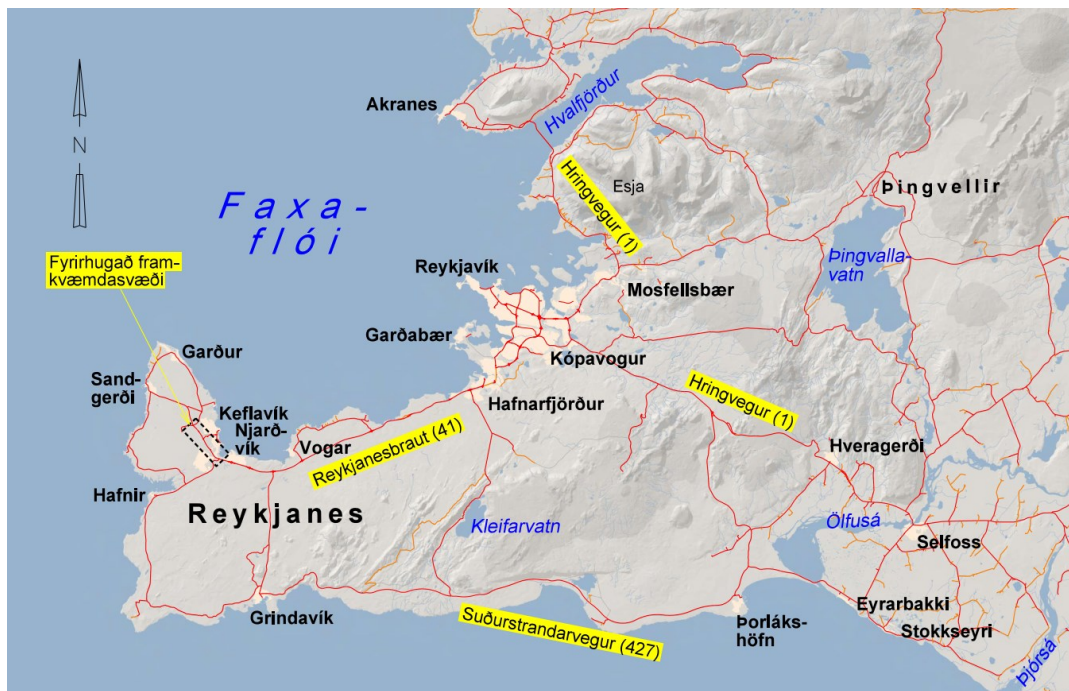 Akranes
Hvalfjörður
N
Hringvegur (1)
Esja
Þingvellir
Faxa-
flói
Fyrirhugað fram-
kvæmdasvæði
Reykjavík
Þingvalla-
vatn
Mosfellsbær
Garðabær
Garður
Kópavogur
Sand-
gerði
Hafnarfjörður
Hringvegur (1)
Keflavík
Njarð-
vík
Vogar
Reykjanesbraut (41)
Hveragerði
Hafnir
Reykjanes
Kleifarvatn
Ölfusá
Selfoss
Grindavík
Suðurstrandarvegur (427)
Þorláks-
höfn
Eyrarbakki
Stokkseyri
Þjórsá